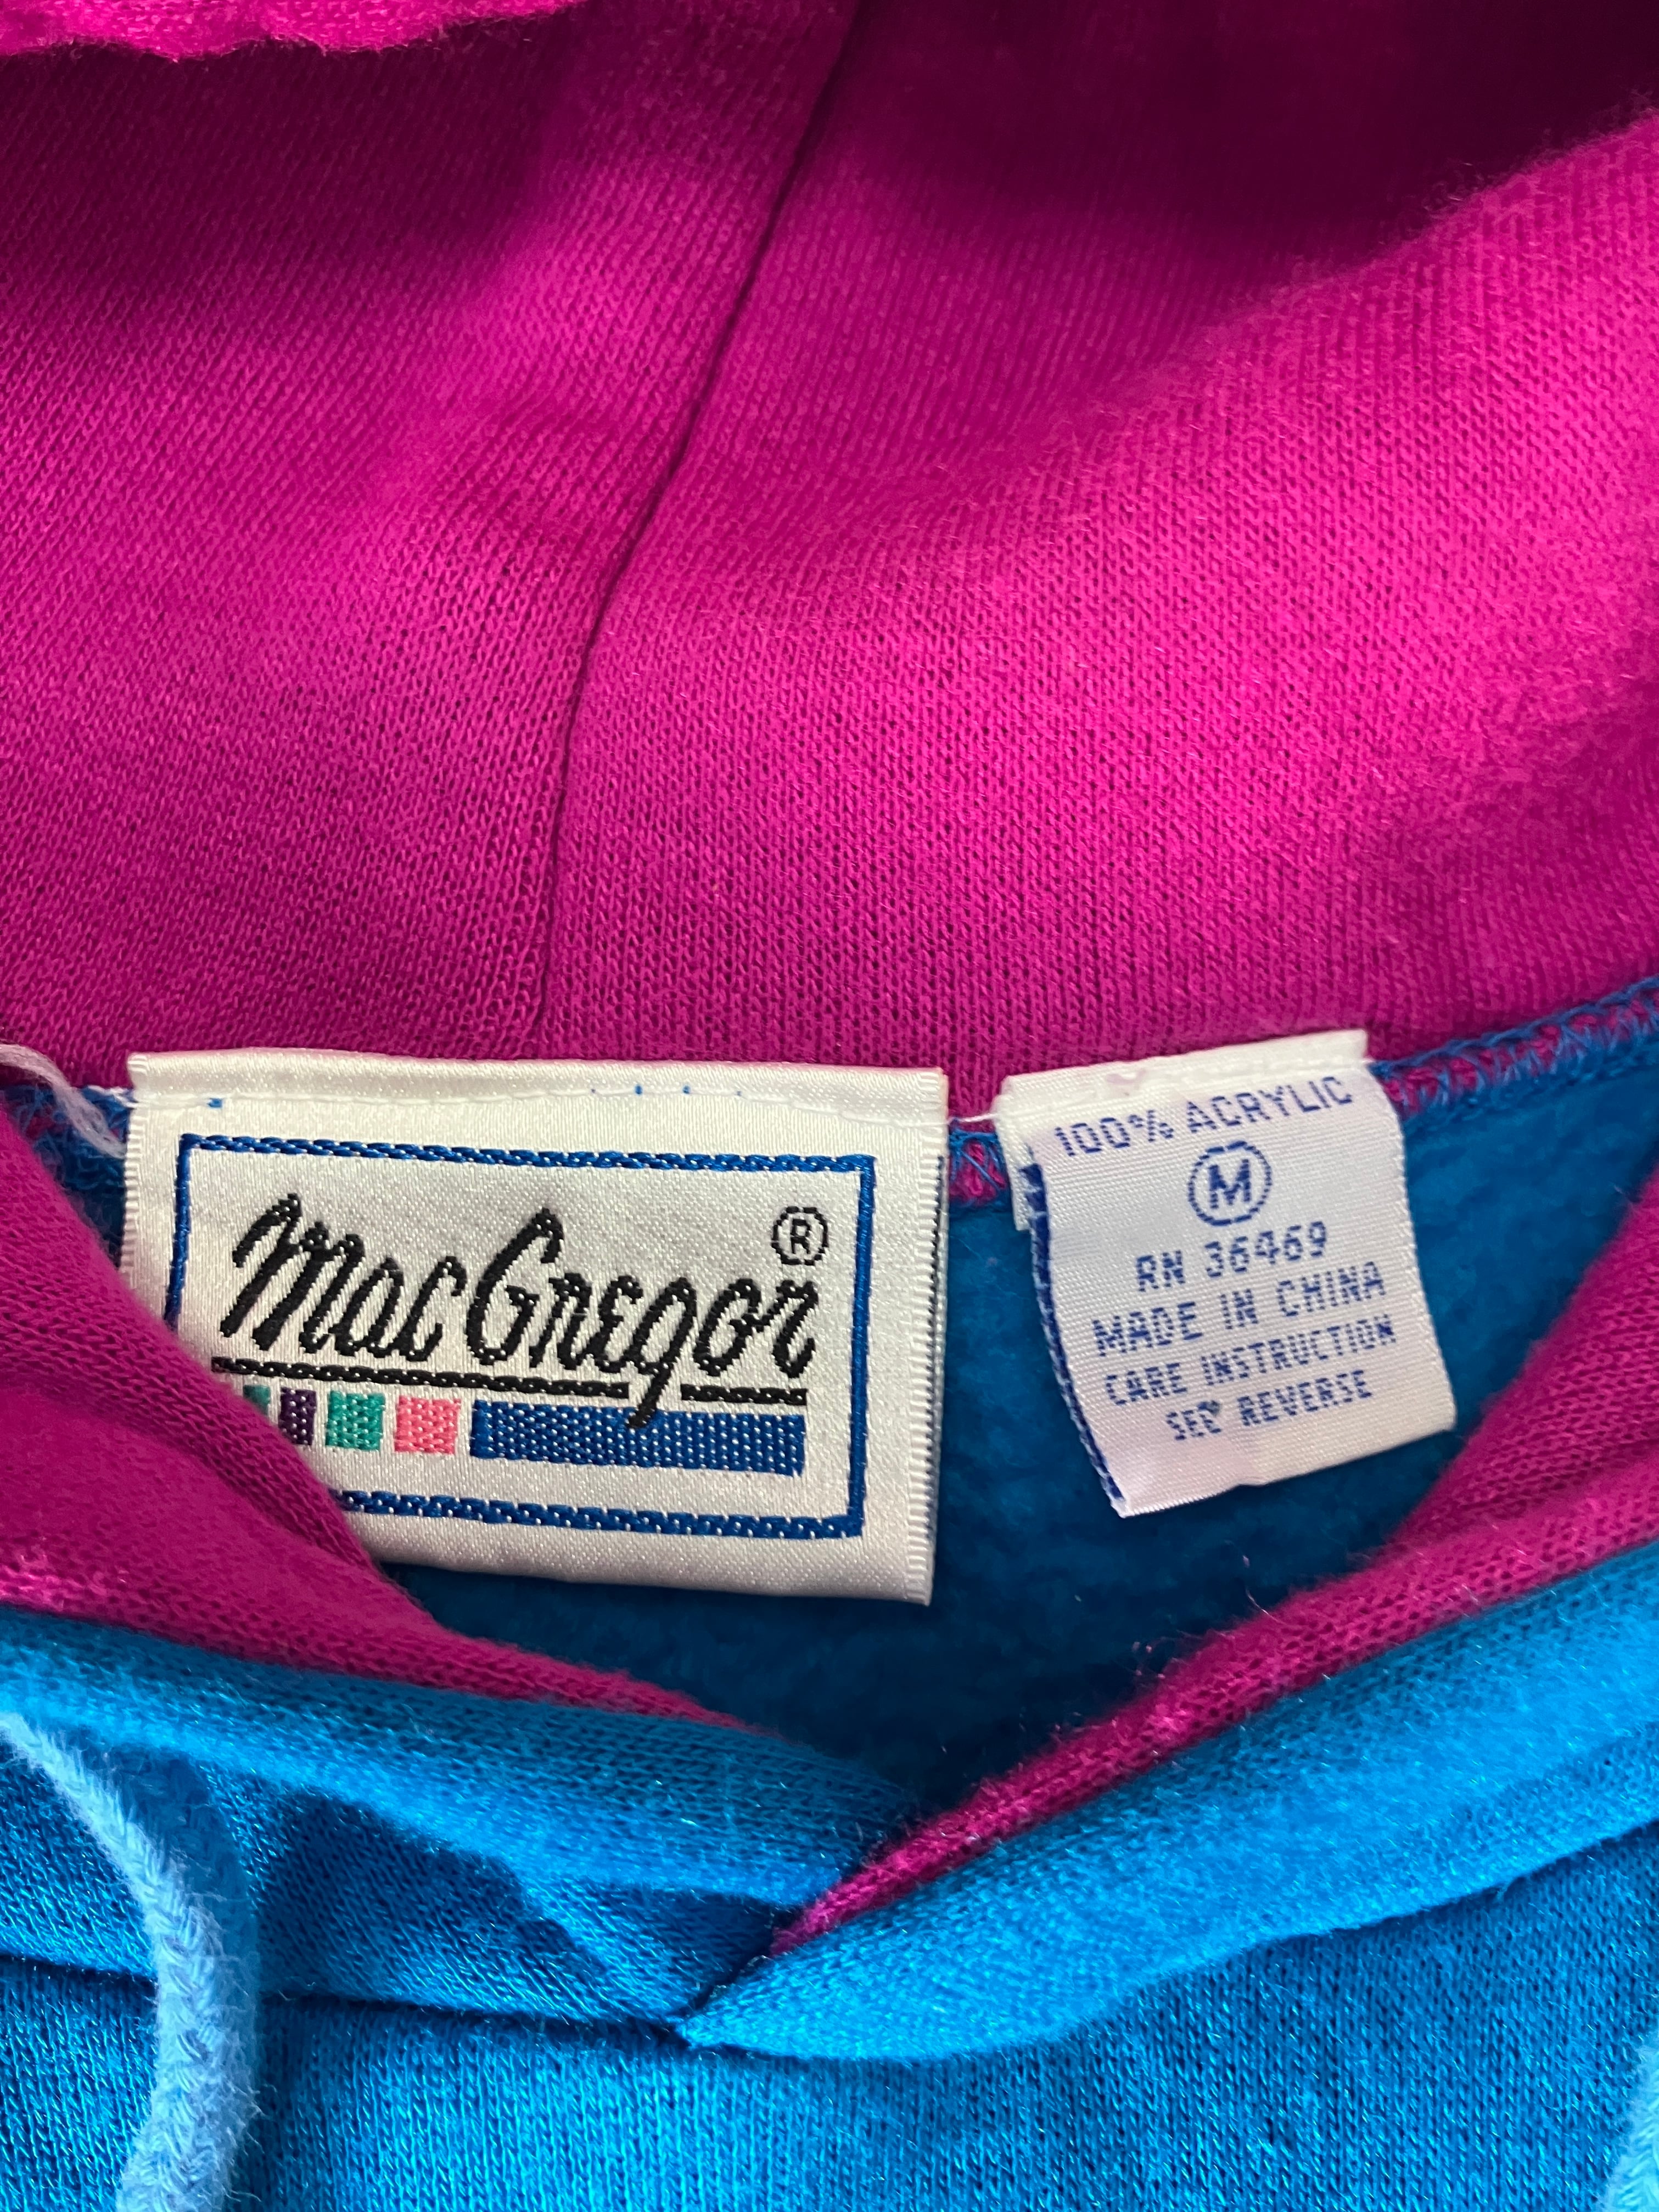 MacGregor®
100% ACRYLIC
M
RN 36469
MADE IN CHINA
CARE INSTRUCTION
SEE REVERSE